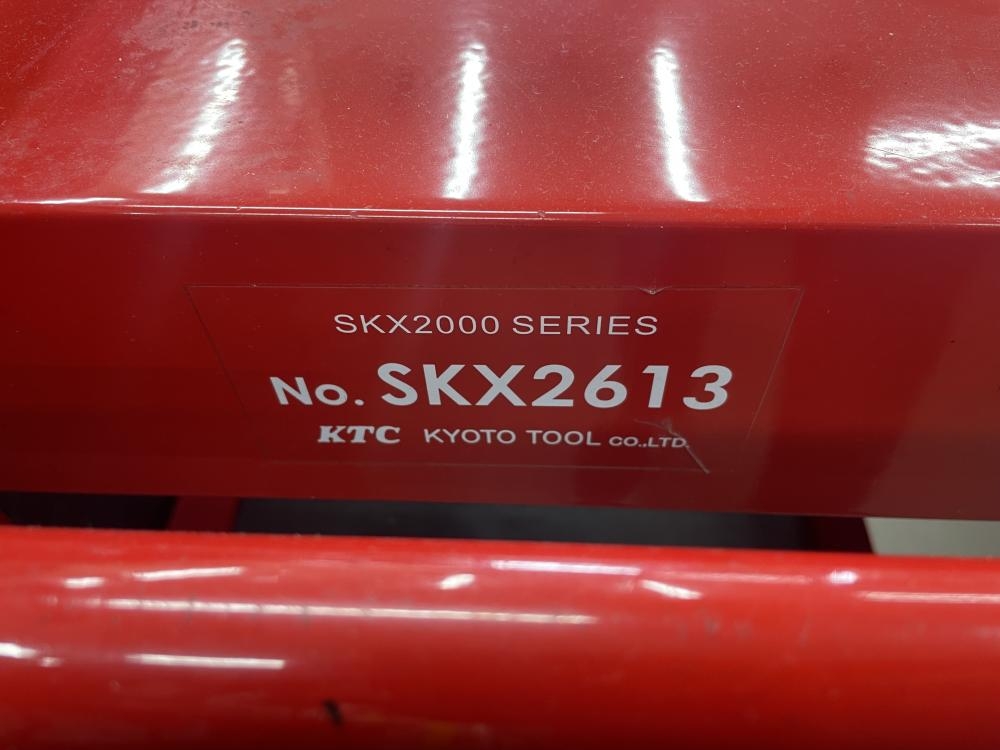 SKX2000 SERIES
No. SKX2613
KTC KYOTO TOOL CO.,LTD.